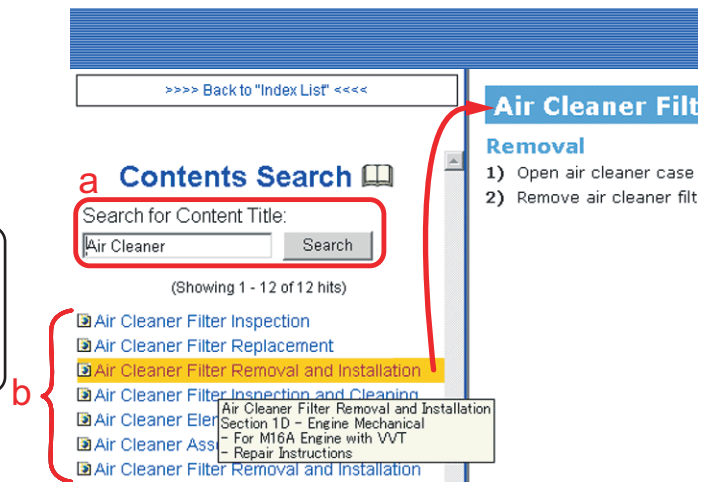 >>>> Back to "Index List" <<<<
a
Contents Search
Search for Content Title:
Air Cleaner
Search
(Showing 1 - 12 of 12 hits)
b
Air Cleaner Filter Inspection
Air Cleaner Filter Replacement
Air Cleaner Filter Removal and Installation
Air Cleaner Filter Inspection and Cleaning
Air Cleaner Ele
Air Cleaner Ass
Air Cleaner Filter Removal and Installation
Air Cleaner Filter Removal and Installation
Section 1D - Engine Mechanical
- For M16A Engine with VVT
- Repair Instructions
Air Cleaner Filt
Removal
1) Open air cleaner case
2) Remove air cleaner filt